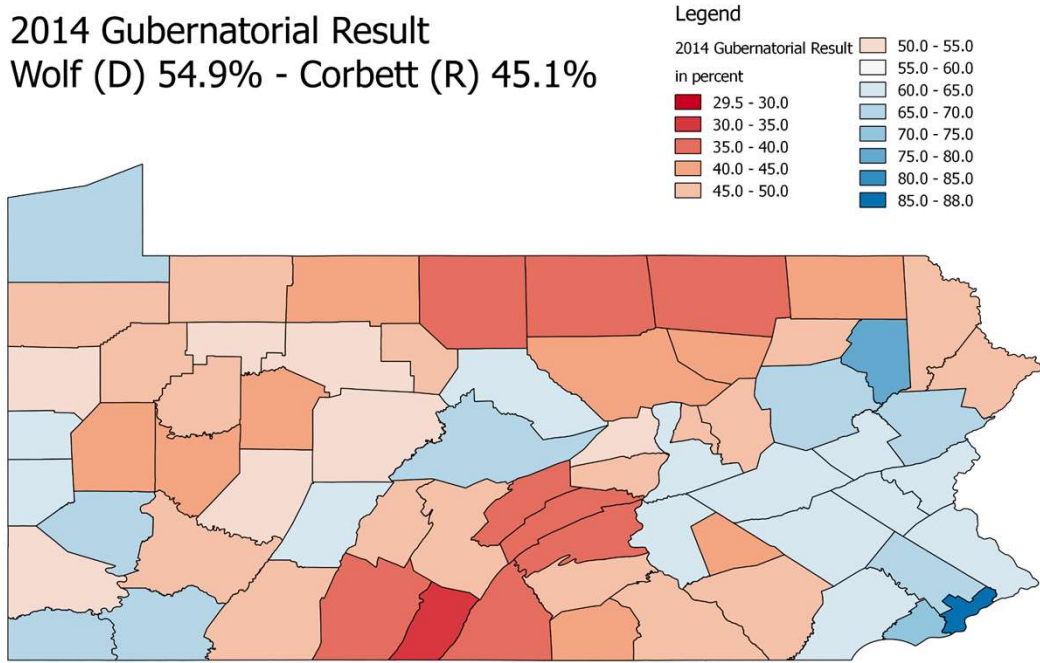 2014 Gubernatorial Result
Wolf (D) 54.9% - Corbett (R) 45.1%
Legend
2014 Gubernatorial Result
in percent
29.5 - 30.0
30.0 - 35.0
35.0 - 40.0
40.0 - 45.0
45.0 - 50.0
50.0 - 55.0
55.0 - 60.0
60.0 - 65.0
65.0 - 70.0
70.0 - 75.0
75.0 - 80.0
80.0 - 85.0
85.0 - 88.0